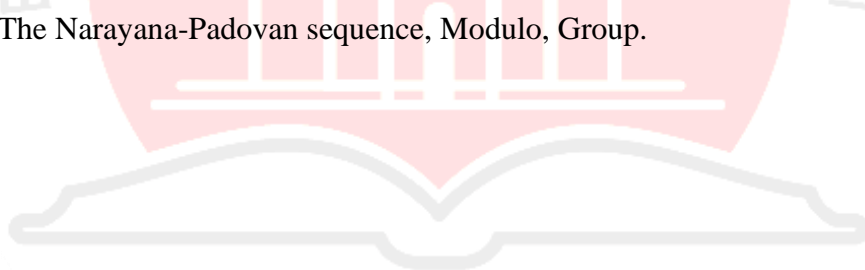 The Narayana-Padovan sequence, Modulo, Group.